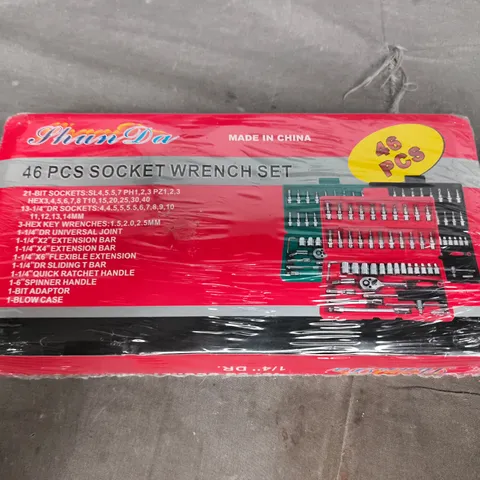 ShanDa
MADE IN CHINA
46 PCS SOCKET WRENCH SET
46
PCS
21-BIT SOCKETS:SL4,5.5,7 PH1,2,3 PZ1,2,3
HEX3,4,5,6,7,8 T10,15,20,25,30,40
13-1/4" DR SOCKETS:4,4.5,5,5.5,6,7,8,9,10
11,12,13,14MM
3-HEX KEY WRENCHES:1.5,2.0,2.5MM
1-1/4" DR UNIVERSAL JOINT
1-1/4"X2" EXTENSION BAR
1-1/4"X4" EXTENSION BAR
1-1/4"X6" FLEXIBLE EXTENSION
1-1/4"DR SLIDING T BAR
1-1/4"QUICK RATCHET HANDLE
1-6"SPINNER HANDLE
1-BIT ADAPTOR
1-BLOW CASE
1/4" DR.